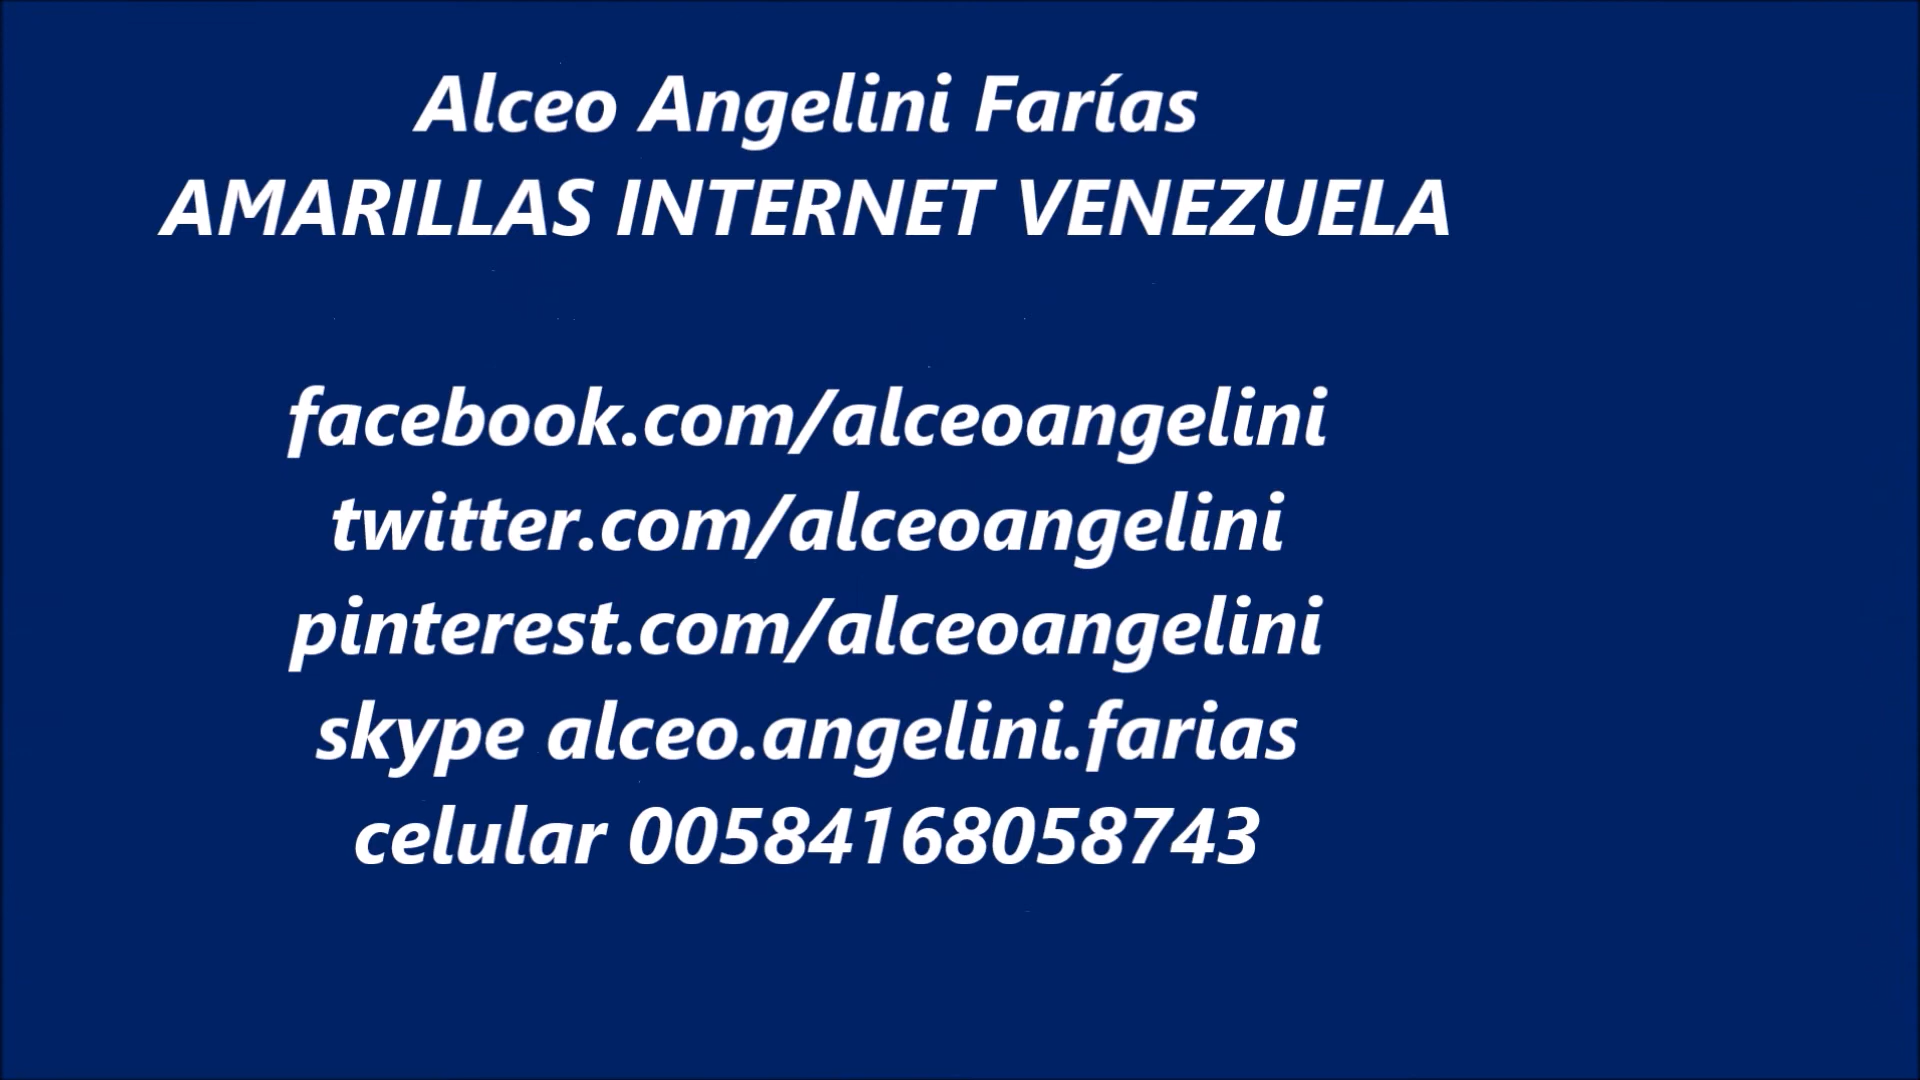 Alceo Angelini Farías
AMARILLAS INTERNET VENEZUELA
facebook.com/alceoangelini
twitter.com/alceoangelini
pinterest.com/alceoangelini
skype alceo.angelini.farias
celular 00584168058743